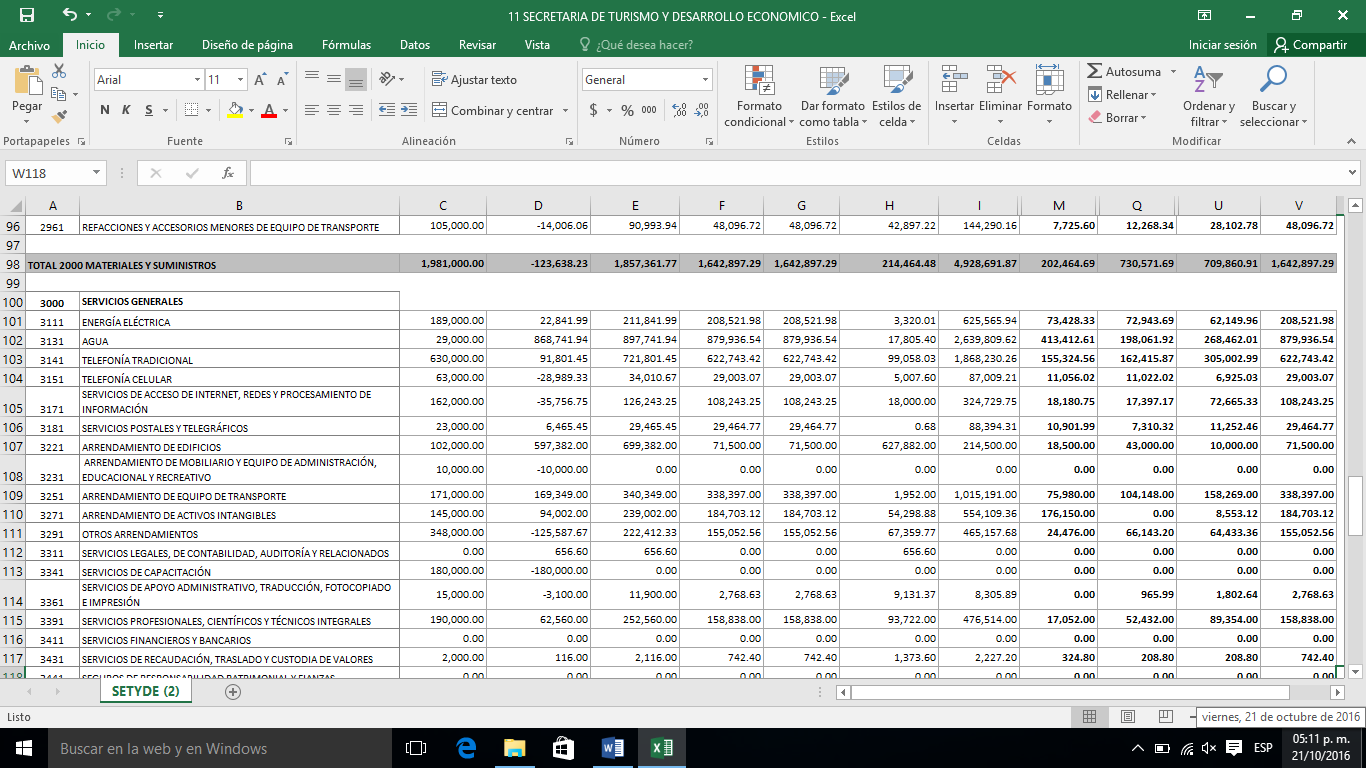 11 SECRETARIA DE TURISMO Y DESARROLLO ECONOMICO - Excel
Archivo Inicio Insertar Diseño de página Fórmulas Datos Revisar Vista ¿Qué desea hacer? Iniciar sesión Compartir
Pegar Arial 11 A A Ajustar texto General Formato condicional Dar formato como tabla Estilos de celda Insertar Eliminar Formato Autosuma Rellenar Borrar Ordenar y filtrar Buscar y seleccionar
N K S Combinar y centrar $ % 000
Portapapeles Fuente Alineación Número Estilos Celdas Modificar
W118 fx
A B C D E F G H I M Q U V
96 2961 REFACCIONES Y ACCESORIOS MENORES DE EQUIPO DE TRANSPORTE 105,000.00 -14,006.06 90,993.94 48,096.72 48,096.72 42,897.22 144,290.16 7,725.60 12,268.34 28,102.78 48,096.72
97
98 TOTAL 2000 MATERIALES Y SUMINISTROS 1,981,000.00 -123,638.23 1,857,361.77 1,642,897.29 1,642,897.29 214,464.48 4,928,691.87 202,464.69 730,571.69 709,860.91 1,642,897.29
99
100 3000 SERVICIOS GENERALES
101 3111 ENERGÍA ELÉCTRICA 189,000.00 22,841.99 211,841.99 208,521.98 208,521.98 3,320.01 625,565.94 73,428.33 72,943.69 62,149.96 208,521.98
102 3131 AGUA 29,000.00 868,741.94 897,741.94 879,936.54 879,936.54 17,805.40 2,639,809.62 413,412.61 198,061.92 268,462.01 879,936.54
103 3141 TELEFONÍA TRADICIONAL 630,000.00 91,801.45 721,801.45 622,743.42 622,743.42 99,058.03 1,868,230.26 155,324.56 162,415.87 305,002.99 622,743.42
104 3151 TELEFONÍA CELULAR 63,000.00 -28,989.33 34,010.67 29,003.07 29,003.07 5,007.60 87,009.21 11,056.02 11,022.02 6,925.03 29,003.07
105 3171 SERVICIOS DE ACCESO DE INTERNET, REDES Y PROCESAMIENTO DE INFORMACIÓN 162,000.00 -35,756.75 126,243.25 108,243.25 108,243.25 18,000.00 324,729.75 18,180.75 17,397.17 72,665.33 108,243.25
106 3181 SERVICIOS POSTALES Y TELEGRÁFICOS 23,000.00 6,465.45 29,465.45 29,464.77 29,464.77 0.68 88,394.31 10,901.99 7,310.32 11,252.46 29,464.77
107 3221 ARRENDAMIENTO DE EDIFICIOS 102,000.00 597,382.00 699,382.00 71,500.00 71,500.00 627,882.00 214,500.00 18,500.00 43,000.00 10,000.00 71,500.00
108 3231 ARRENDAMIENTO DE MOBILIARIO Y EQUIPO DE ADMINISTRACIÓN, EDUCACIONAL Y RECREATIVO 10,000.00 -10,000.00 0.00 0.00 0.00 0.00 0.00 0.00 0.00 0.00 0.00
109 3251 ARRENDAMIENTO DE EQUIPO DE TRANSPORTE 171,000.00 169,349.00 340,349.00 338,397.00 338,397.00 1,952.00 1,015,191.00 75,980.00 104,148.00 158,269.00 338,397.00
110 3271 ARRENDAMIENTO DE ACTIVOS INTANGIBLES 145,000.00 94,002.00 239,002.00 184,703.12 184,703.12 54,298.88 554,109.36 176,150.00 0.00 8,553.12 184,703.12
111 3291 OTROS ARRENDAMIENTOS 348,000.00 -125,587.67 222,412.33 155,052.56 155,052.56 67,359.77 465,157.68 24,476.00 66,143.20 64,433.36 155,052.56
112 3311 SERVICIOS LEGALES, DE CONTABILIDAD, AUDITORÍA Y RELACIONADOS 0.00 656.60 656.60 0.00 0.00 656.60 0.00 0.00 0.00 0.00 0.00
113 3341 SERVICIOS DE CAPACITACIÓN 180,000.00 -180,000.00 0.00 0.00 0.00 0.00 0.00 0.00 0.00 0.00 0.00
114 3361 SERVICIOS DE APOYO ADMINISTRATIVO, TRADUCCIÓN, FOTOCOPIADO E IMPRESIÓN 15,000.00 -3,100.00 11,900.00 2,768.63 2,768.63 9,131.37 8,305.89 0.00 965.99 1,802.64 2,768.63
115 3391 SERVICIOS PROFESIONALES, CIENTÍFICOS Y TÉCNICOS INTEGRALES 190,000.00 62,560.00 252,560.00 158,838.00 158,838.00 93,722.00 476,514.00 17,052.00 52,432.00 89,354.00 158,838.00
116 3411 SERVICIOS FINANCIEROS Y BANCARIOS 0.00 0.00 0.00 0.00 0.00 0.00 0.00 0.00 0.00 0.00 0.00
117 3431 SERVICIOS DE RECAUDACIÓN, TRASLADO Y CUSTODIA DE VALORES 2,000.00 116.00 2,116.00 742.40 742.40 1,373.60 2,227.20 324.80 208.80 208.80 742.40
118 3441 SEGUROS DE RESPONSABILIDAD PATRIMONIAL Y FIANZAS 0.00 0.00 0.00 0.00 0.00 0.00 0.00 0.00 0.00 0.00 0.00
SETYDE (2)
Listo viernes, 21 de octubre de 2016
Buscar en la web y en Windows ESP 05:11 p. m.
21/10/2016